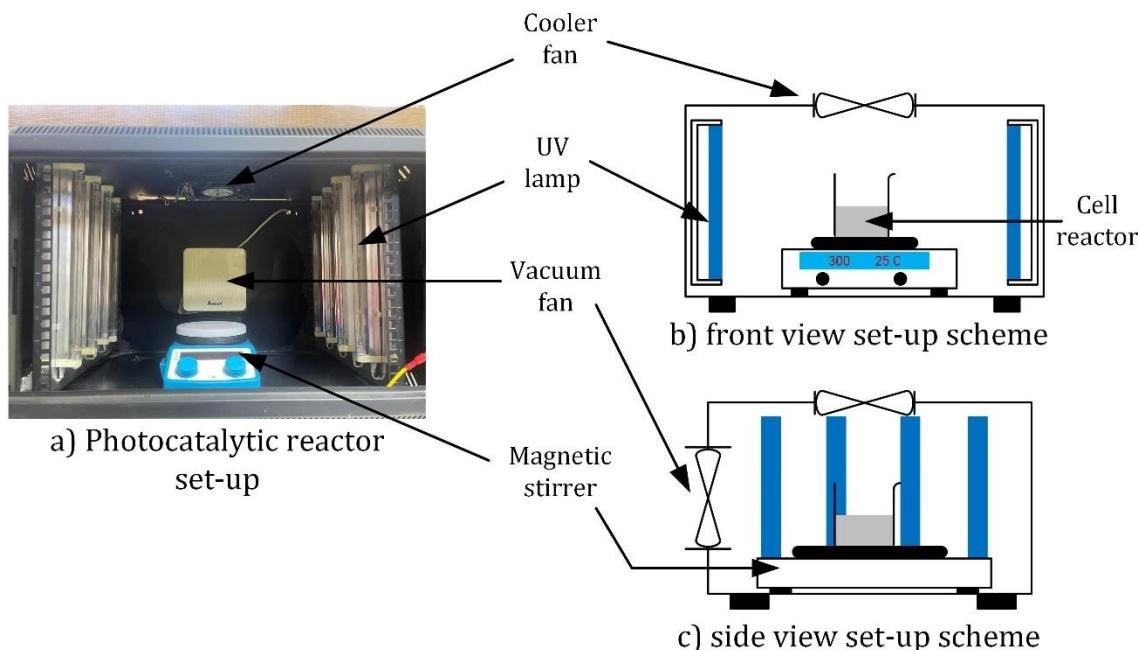 Cooler
fan
UV
lamp
Vacuum
fan
Magnetic
stirrer
Cell
reactor
300 25 C
a) Photocatalytic reactor
set-up
b) front view set-up scheme
c) side view set-up scheme